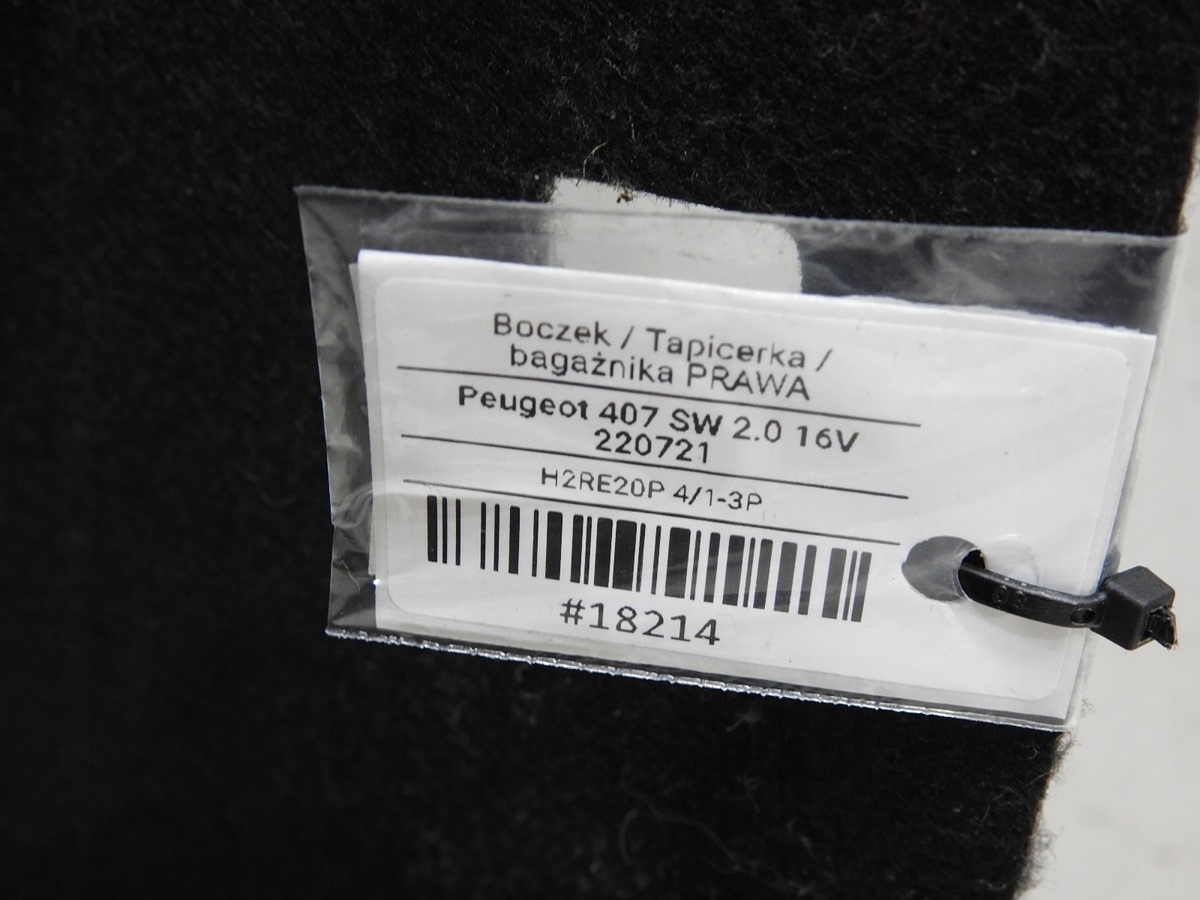 Boczek / Tapicerka /
bagażnika PRAWA
Peugeot 407 SW 2.0 16V
220721
H2RE20P 4/1-3P
#18214